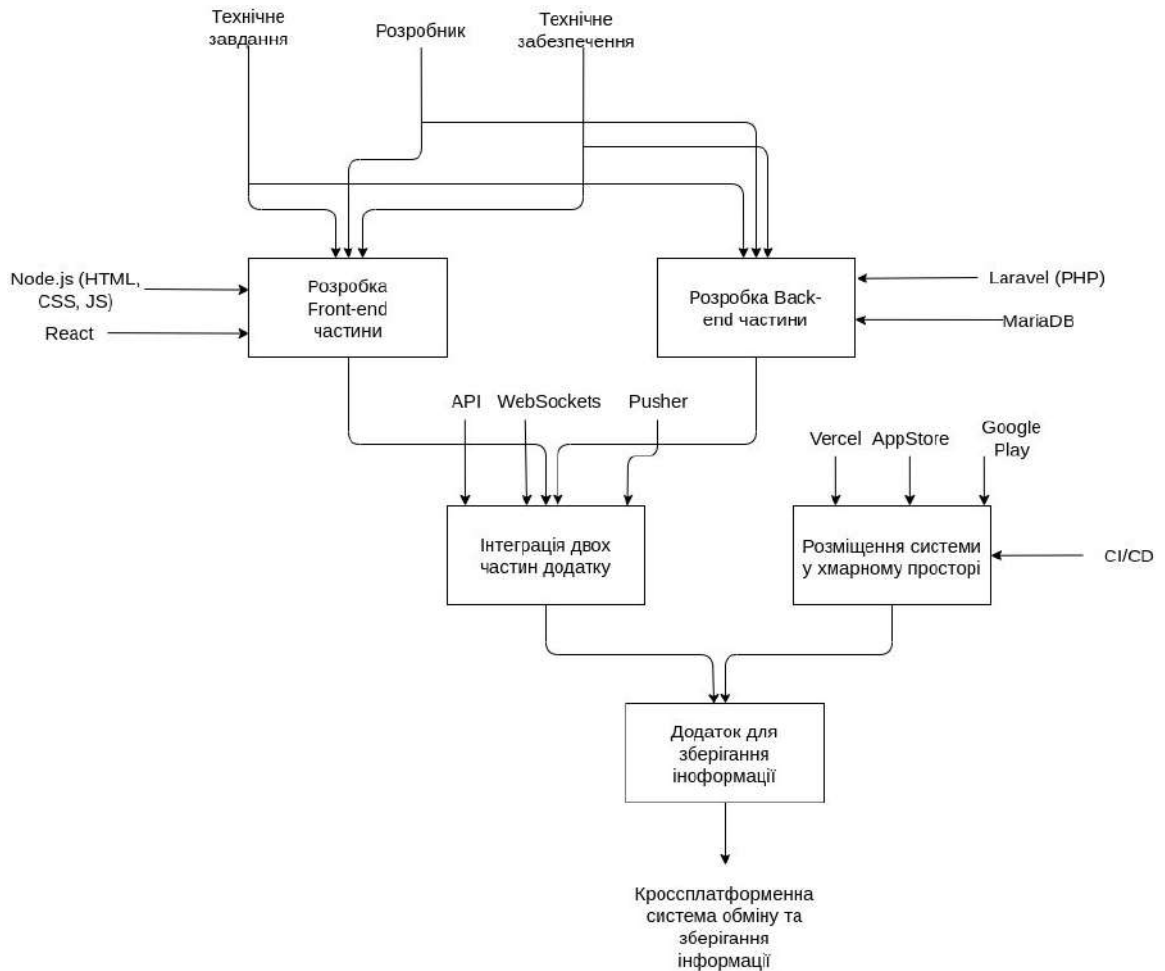 Технічне
завдання
Розробник
Технічне
забезпечення
Node.js (HTML,
CSS, JS)
React
Розробка
Front-end
частини
Розробка Back-
end частини
Laravel (PHP)
MariaDB
API
WebSockets
Pusher
Vercel
AppStore
Google
Play
Інтеграція двох
частин додатку
Розміщення системи
у хмарному просторі
CI/CD
Додаток для
зберігання
іноформації
Кроссплатформенна
система обміну та
зберігання
інформації